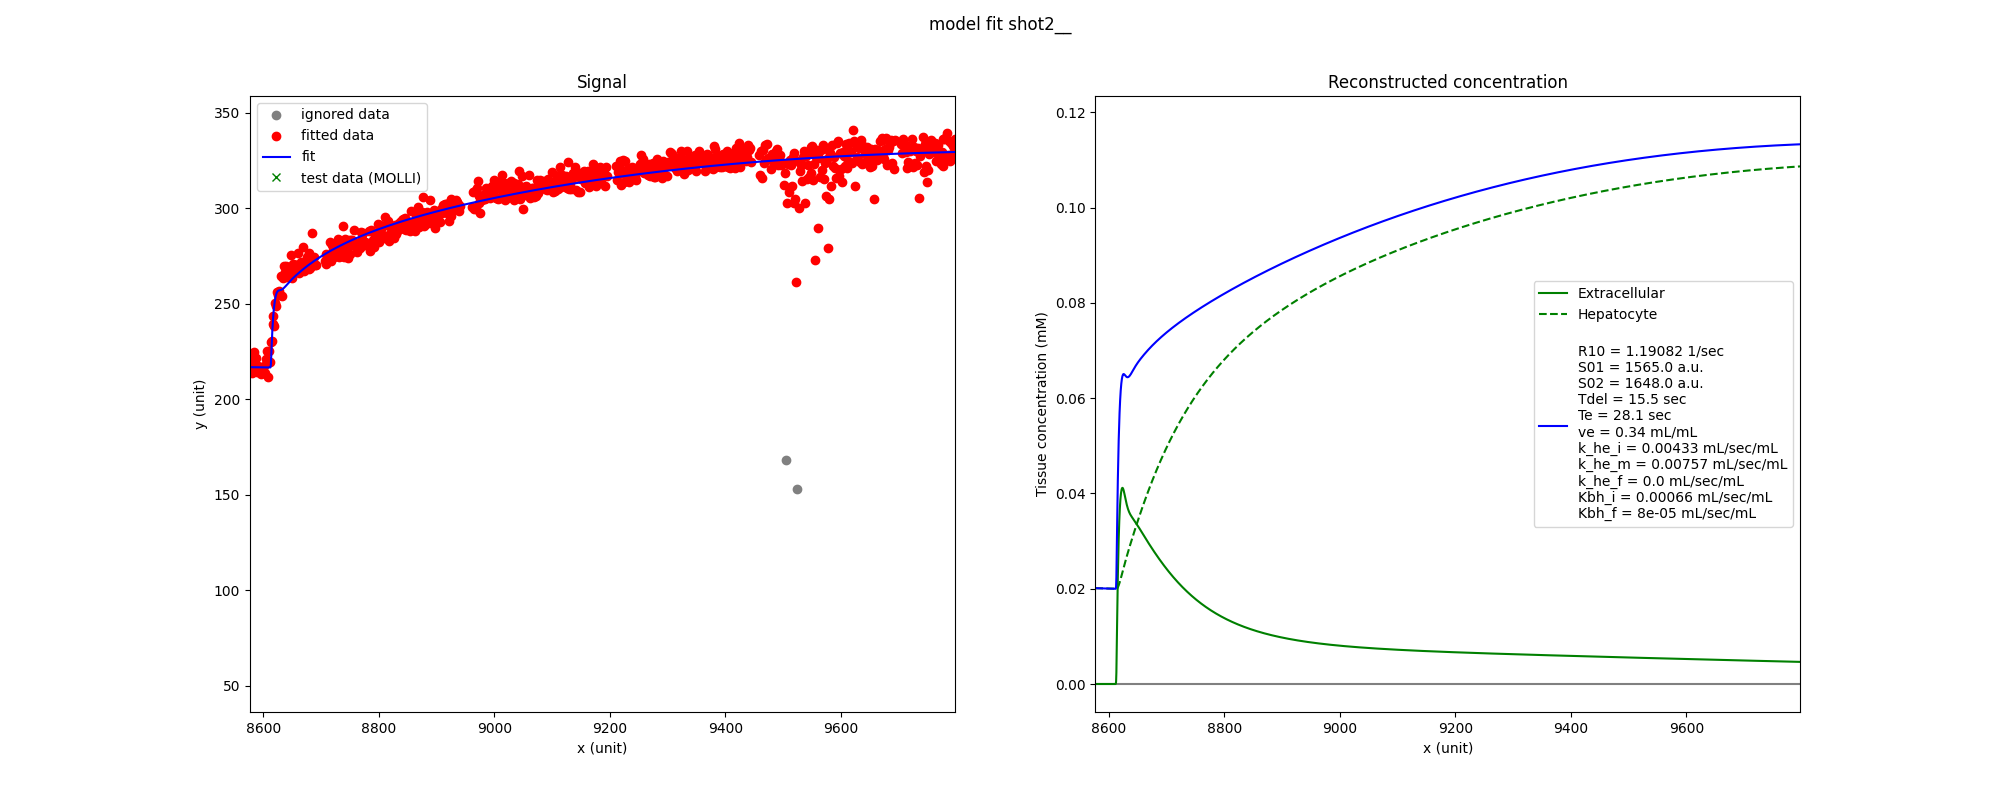 model fit shot2__
Signal
350
300
250
200
150
100
50
y (unit)
8600 8800 9000 9200 9400 9600
x (unit)
ignored data
fitted data
fit
test data (MOLLI)
Reconstructed concentration
0.12
0.10
0.08
0.06
0.04
0.02
0.00
Tissue concentration (mM)
8600 8800 9000 9200 9400 9600
x (unit)
Extracellular
Hepatocyte
R10 = 1.19082 1/sec
S01 = 1565.0 a.u.
S02 = 1648.0 a.u.
Tdel = 15.5 sec
Te = 28.1 sec
ve = 0.34 mL/mL
k_he_i = 0.00433 mL/sec/mL
k_he_m = 0.00757 mL/sec/mL
k_he_f = 0.0 mL/sec/mL
Kbh_i = 0.00066 mL/sec/mL
Kbh_f = 8e-05 mL/sec/mL